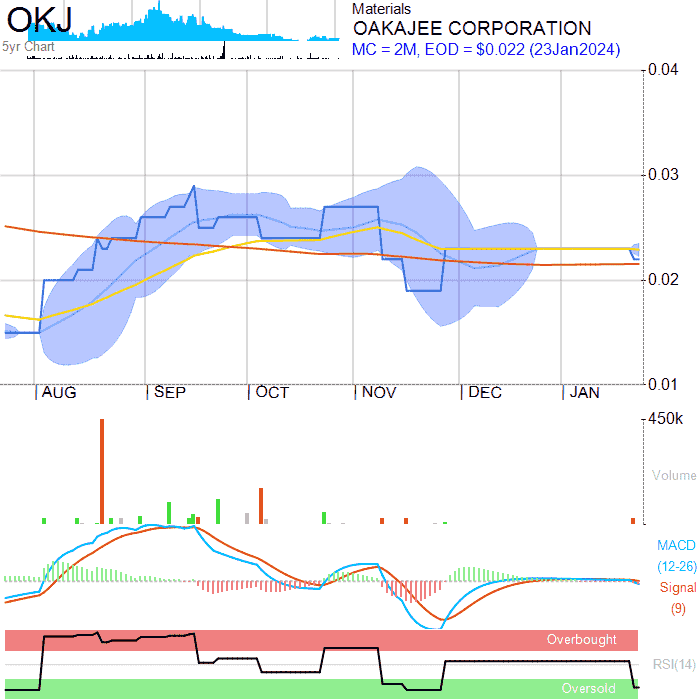 OKJ
5yr Chart
Materials
OAKAJEE CORPORATION
MC = 2M, EOD = $0.022 (23Jan2024)
0.04
0.03
0.02
0.01
AUG SEP OCT NOV DEC JAN
450k
Volume
MACD
(12-26)
Signal
(9)
Overbought
RSI(14)
Oversold